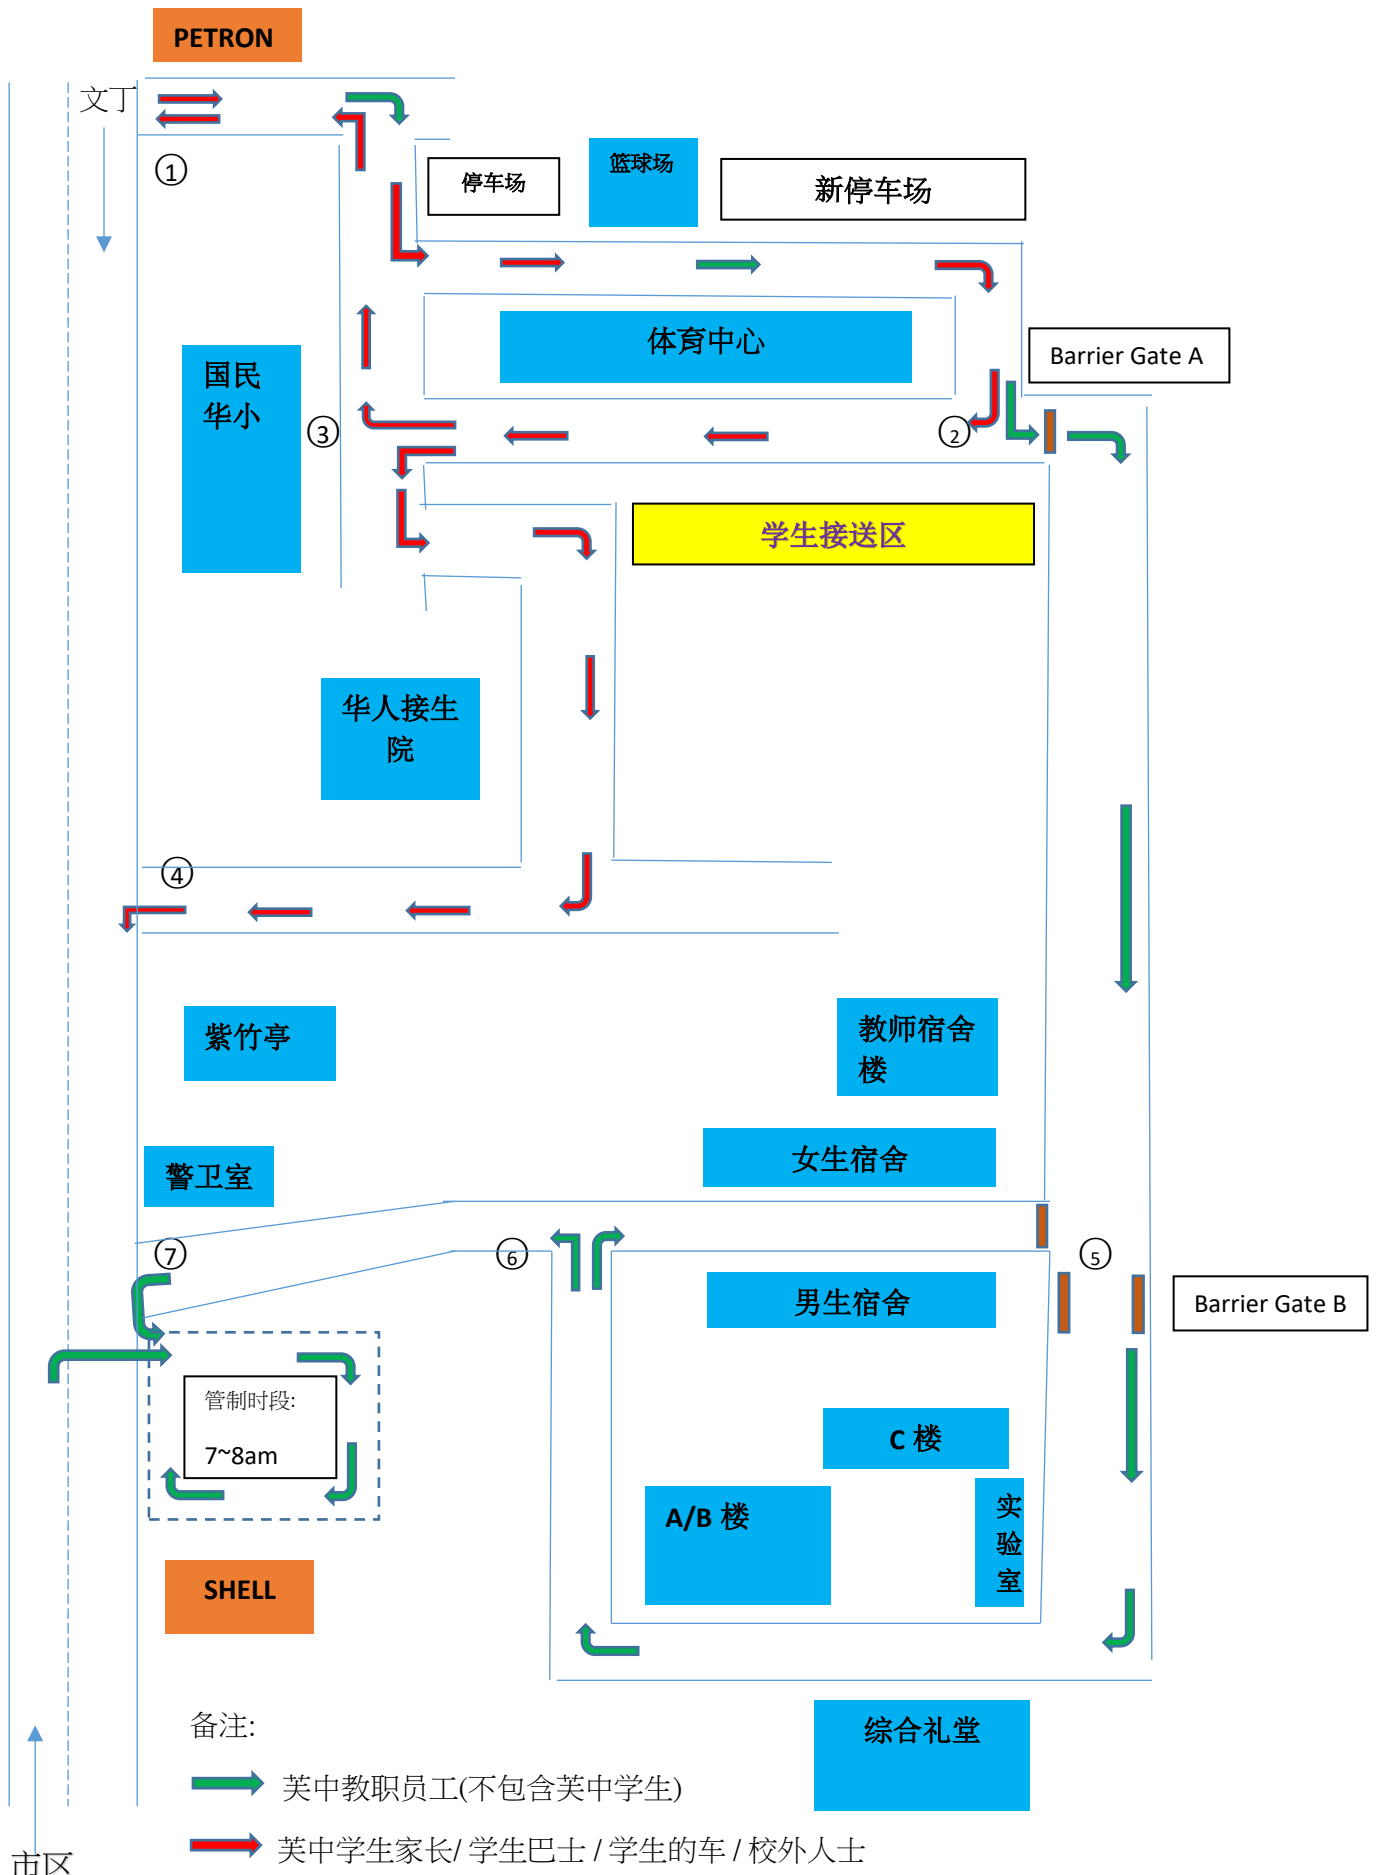 PETRON
文丁
①
停车场
篮球场
新停车场
体育中心
Barrier Gate A
国民
华小
③
②
学生接送区
华人接生
院
④
紫竹亭
教师宿舍
楼
女生宿舍
警卫室
⑦
⑥
⑤
男生宿舍
Barrier Gate B
管制时段:
7~8am
C 楼
A/B 楼
实
验
室
SHELL
备注:
综合礼堂
芙中教职员工(不包含芙中学生)
芙中学生家长/ 学生巴士 / 学生的车 / 校外人士
市区